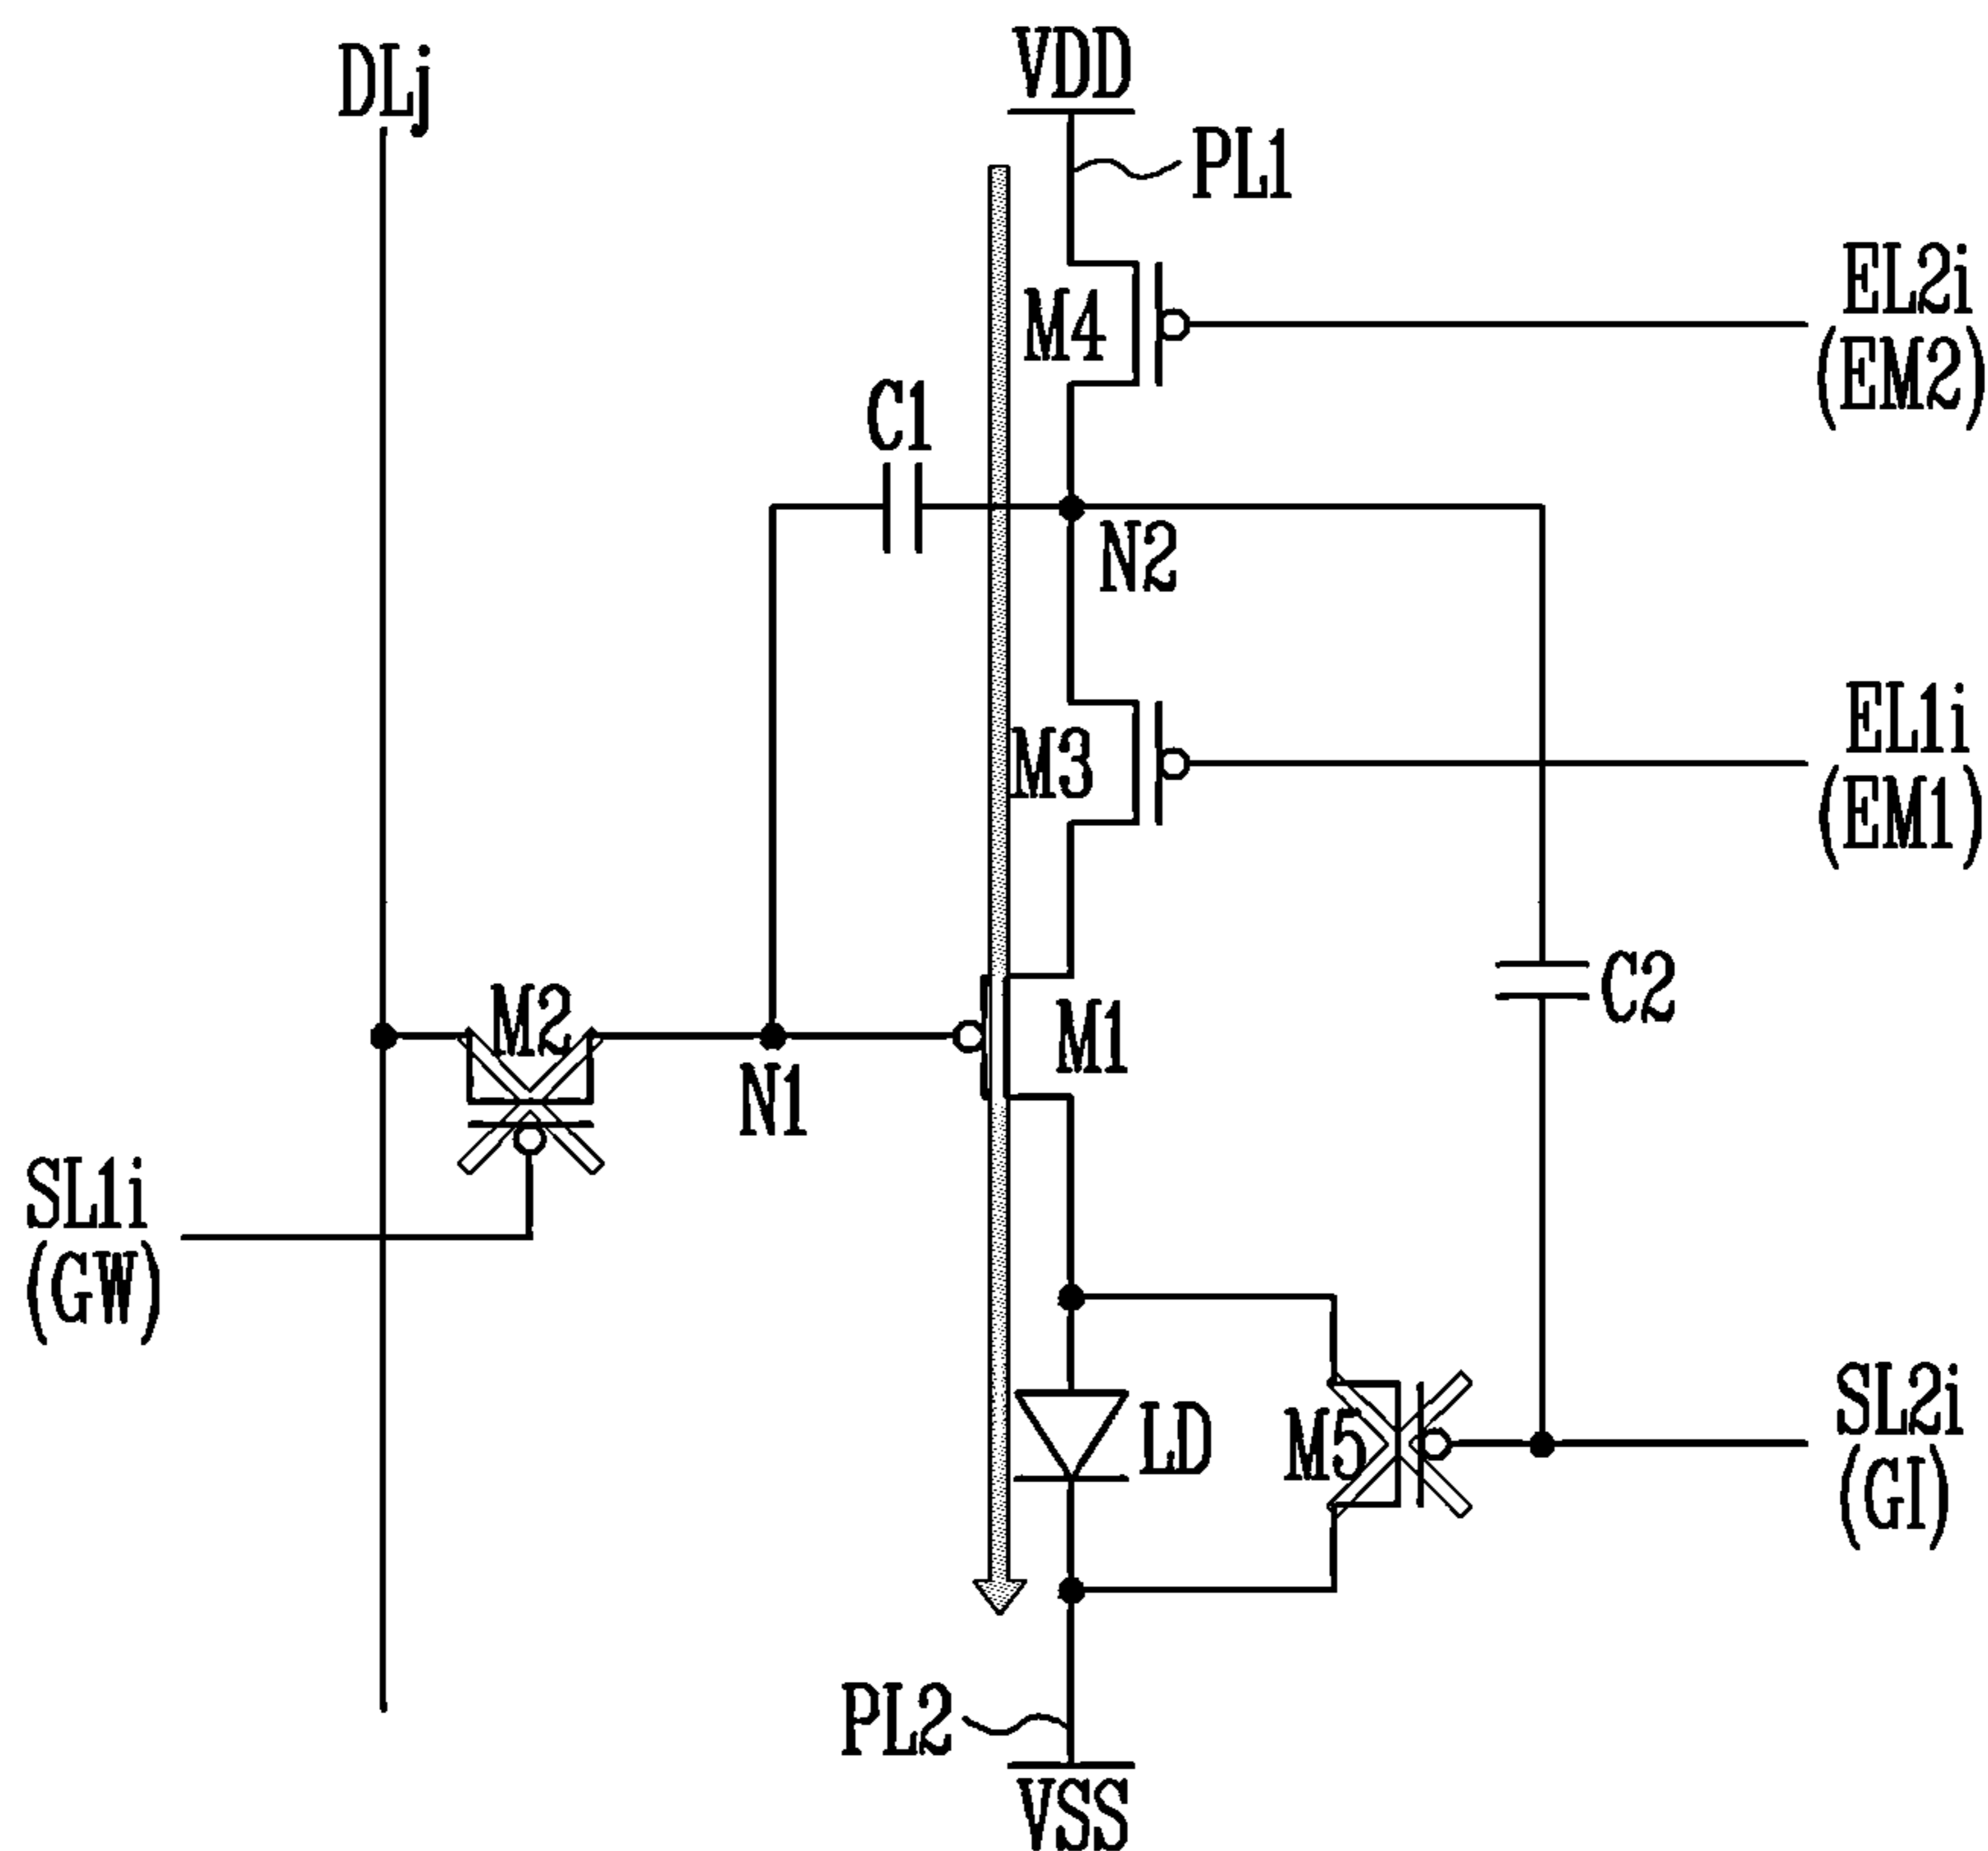 DLj
VDD
PL1
EL2i
(EM2)
M4
C1
N2
EL1i
(EM1)
M3
C2
M2
M1
N1
SL1i
(GW)
LD
M5
SL2i
(GI)
PL2
VSS